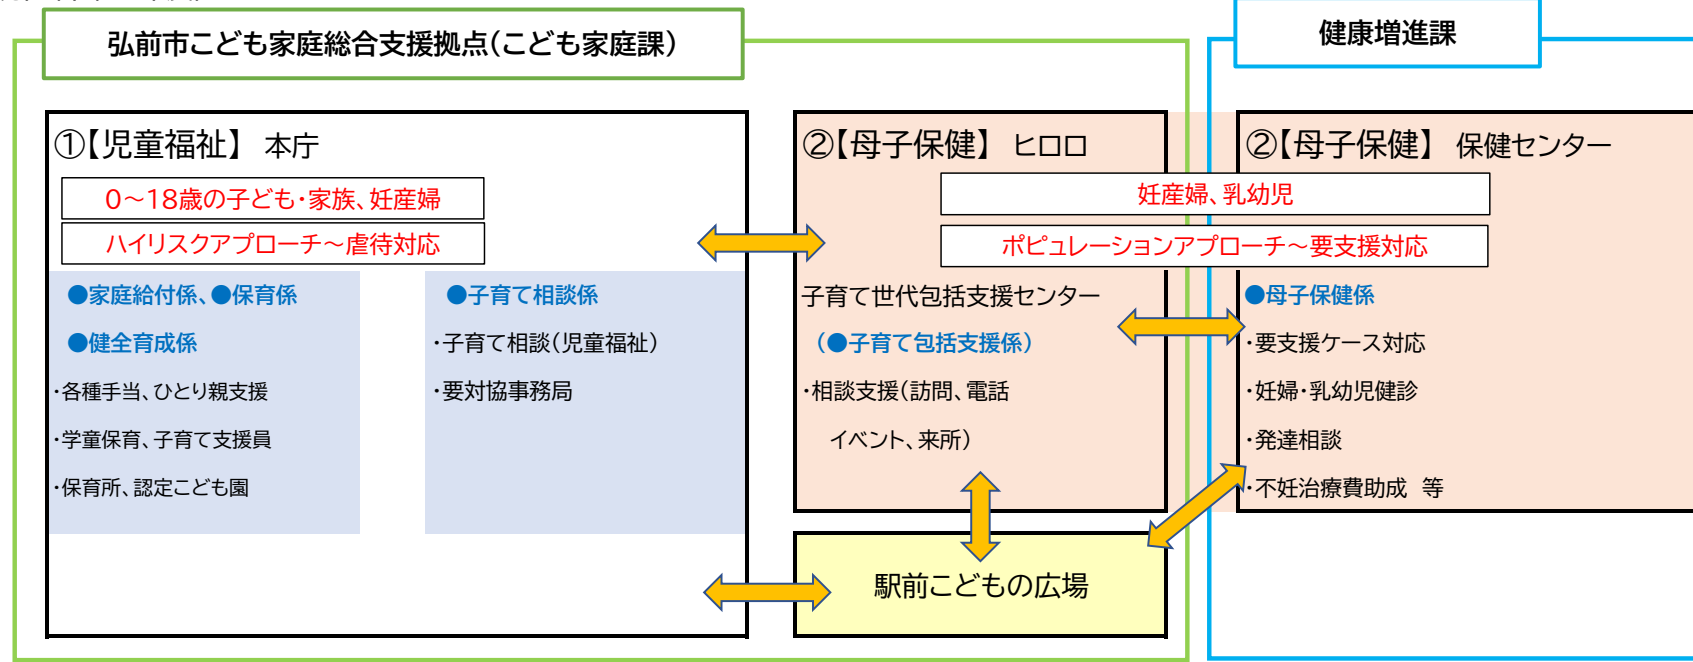 弘前市こども家庭総合支援拠点(こども家庭課)
健康増進課
①【児童福祉】 本庁
0～18歳の子ども・家族、妊産婦
ハイリスクアプローチ～虐待対応
●家庭給付係、●保育係
●健全育成係
・各種手当、ひとり親支援
・学童保育、子育て支援員
・保育所、認定こども園
●子育て相談係
・子育て相談(児童福祉)
・要対協事務局
②【母子保健】 ヒロロ
②【母子保健】 保健センター
妊産婦、乳幼児
ポピュレーションアプローチ～要支援対応
子育て世代包括支援センター
(●子育て包括支援係)
・相談支援(訪問、電話
イベント、来所)
●母子保健係
・要支援ケース対応
・妊婦・乳幼児健診
・発達相談
・不妊治療費助成 等
駅前こどもの広場